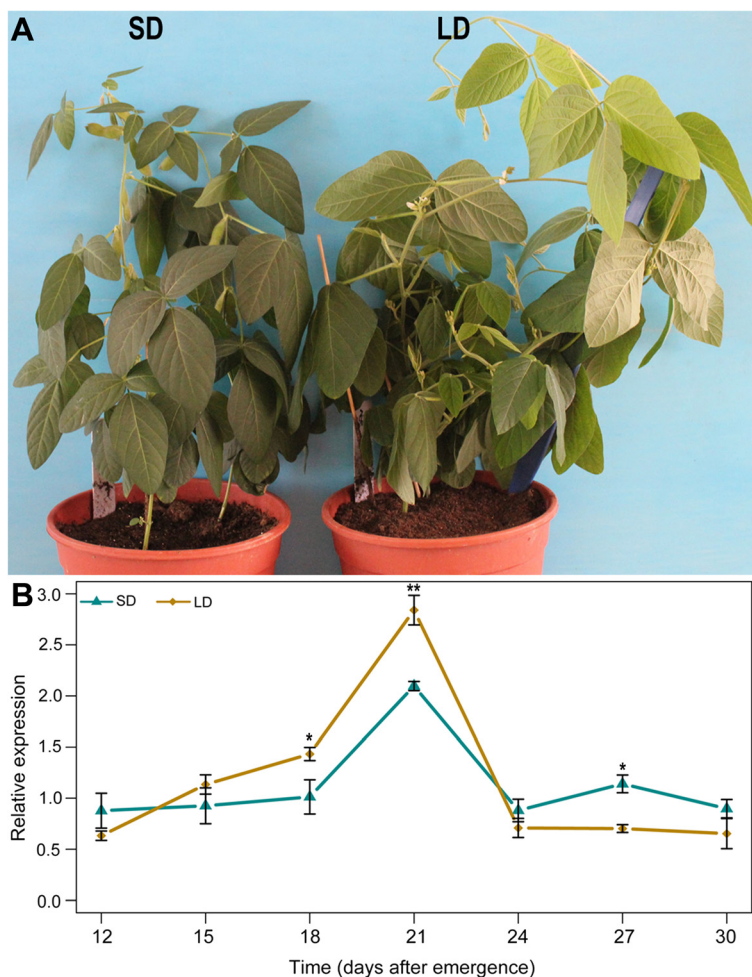 A SD LD
B
SD LD
**
*
*
Relative expression
3.0
2.5
2.0
1.5
1.0
0.5
0.0
12 15 18 21 24 27 30
Time (days after emergence)